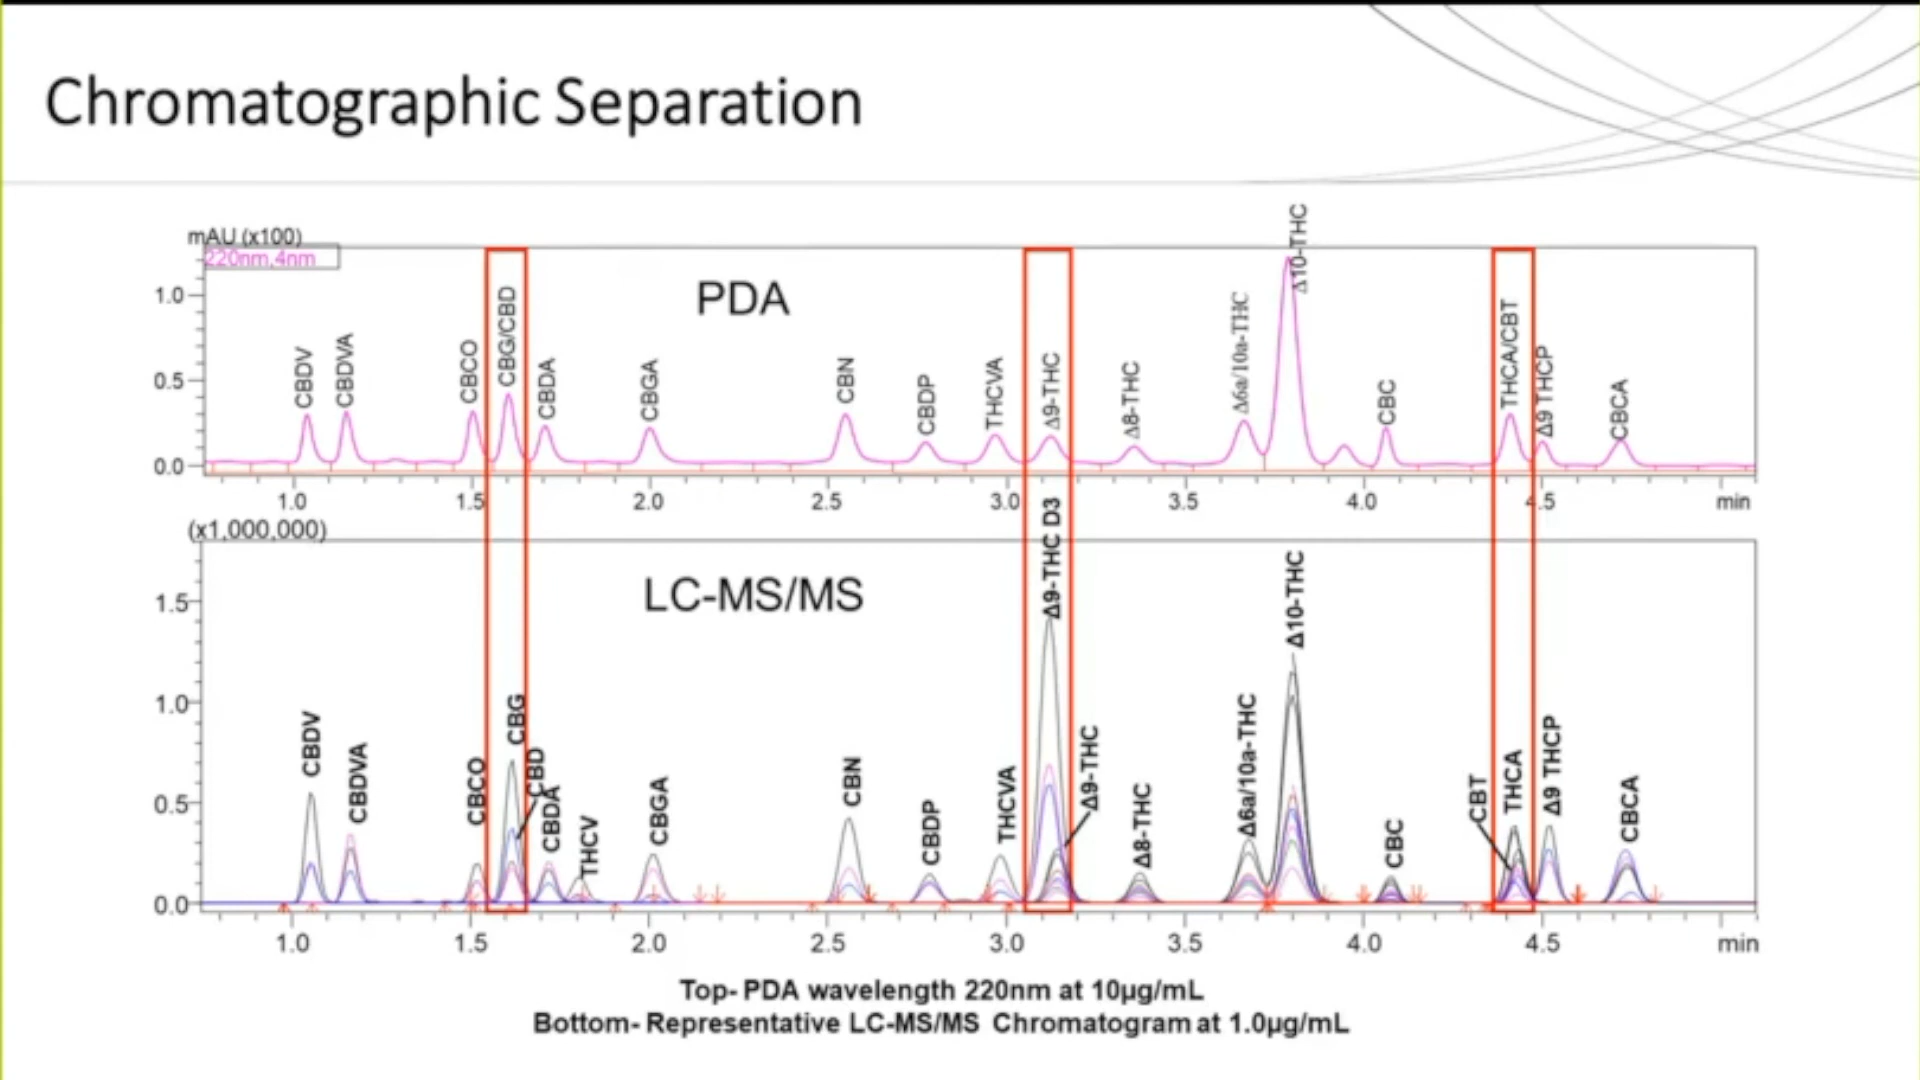 Chromatographic Separation
mAU (x100)
220nm,4nm
PDA
CBDV
CBDVA
CBCO
CBG/CBD
CBDA
CBGA
CBN
CBDP
THCVA
Δ9-THC
Δ8-THC
Δ6a/10a-THC
Δ10-THC
CBC
THCA/CBT
Δ9 THCP
CBCA
1.0
0.5
0.0
1.0 1.5 2.0 2.5 3.0 3.5 4.0 4.5 min
(x1,000,000)
LC-MS/MS
CBDV
CBDVA
CBCO
CBG
CBD
CBDA
THCV
CBGA
CBN
CBDP
THCVA
Δ9-THC D3
Δ9-THC
Δ8-THC
Δ6a/10a-THC
Δ10-THC
CBC
CBT
THCA
Δ9 THCP
CBCA
1.5
1.0
0.5
0.0
1.0 1.5 2.0 2.5 3.0 3.5 4.0 4.5 min
Top- PDA wavelength 220nm at 10µg/mL
Bottom- Representative LC-MS/MS Chromatogram at 1.0µg/mL